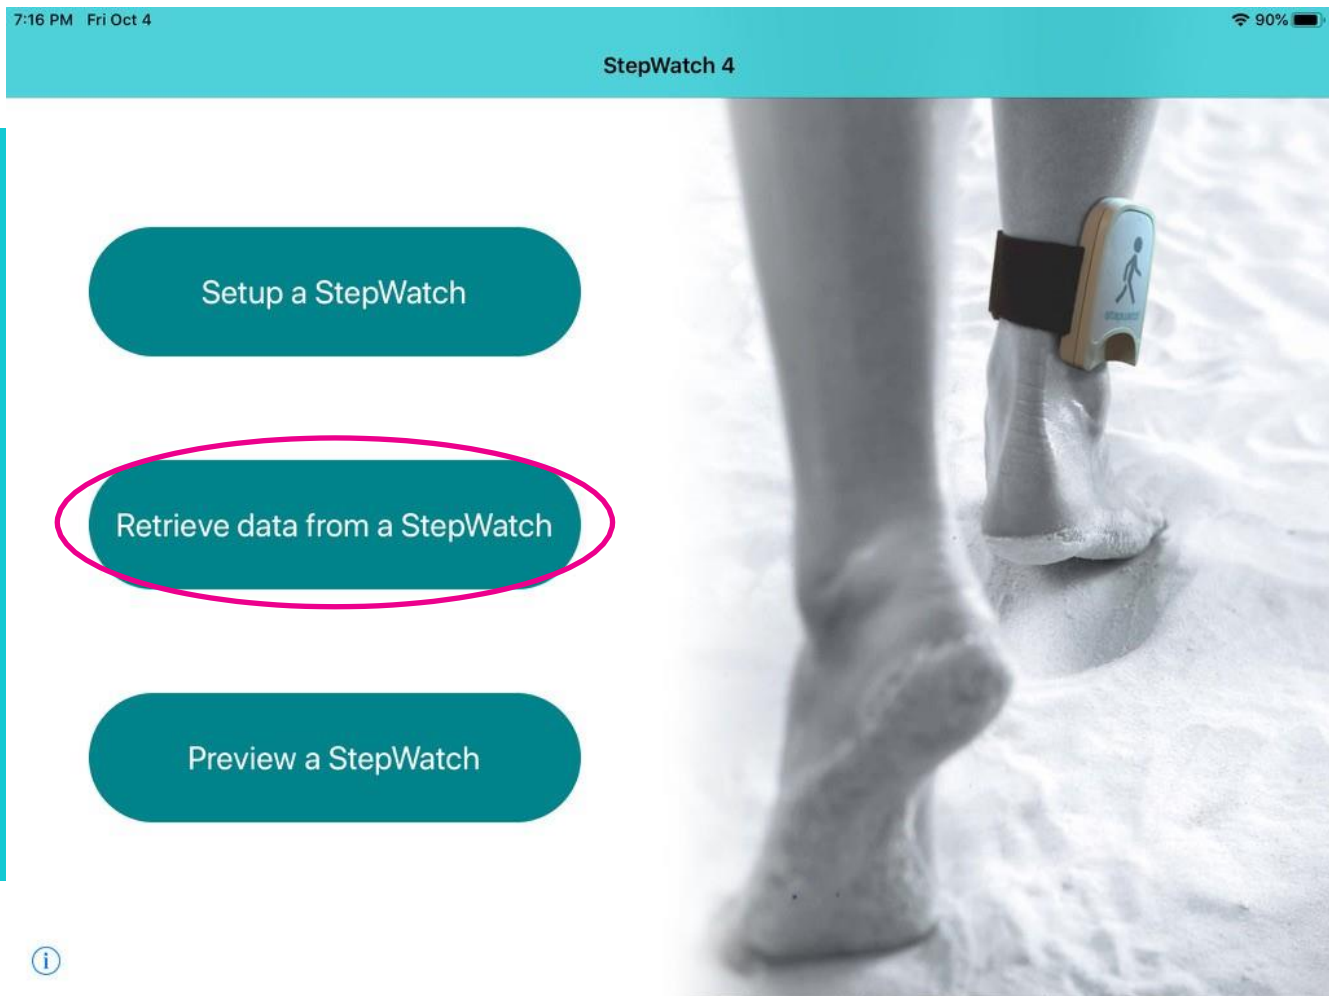 7:16 PM Fri Oct 4
90%
StepWatch 4
Setup a StepWatch
Retrieve data from a StepWatch
Preview a StepWatch